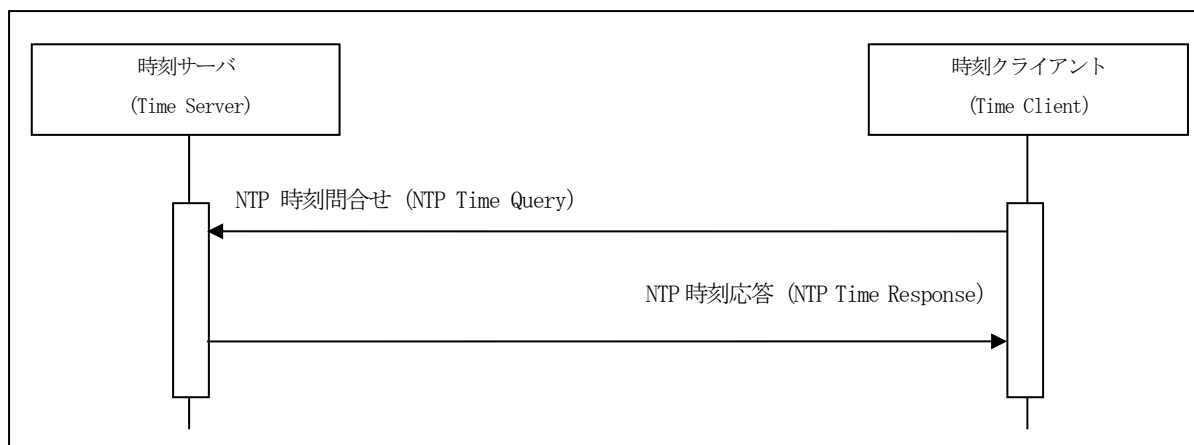 時刻サーバ
(Time Server)
時刻クライアント
(Time Client)
NTP 時刻問合せ (NTP Time Query)
NTP 時刻応答 (NTP Time Response)